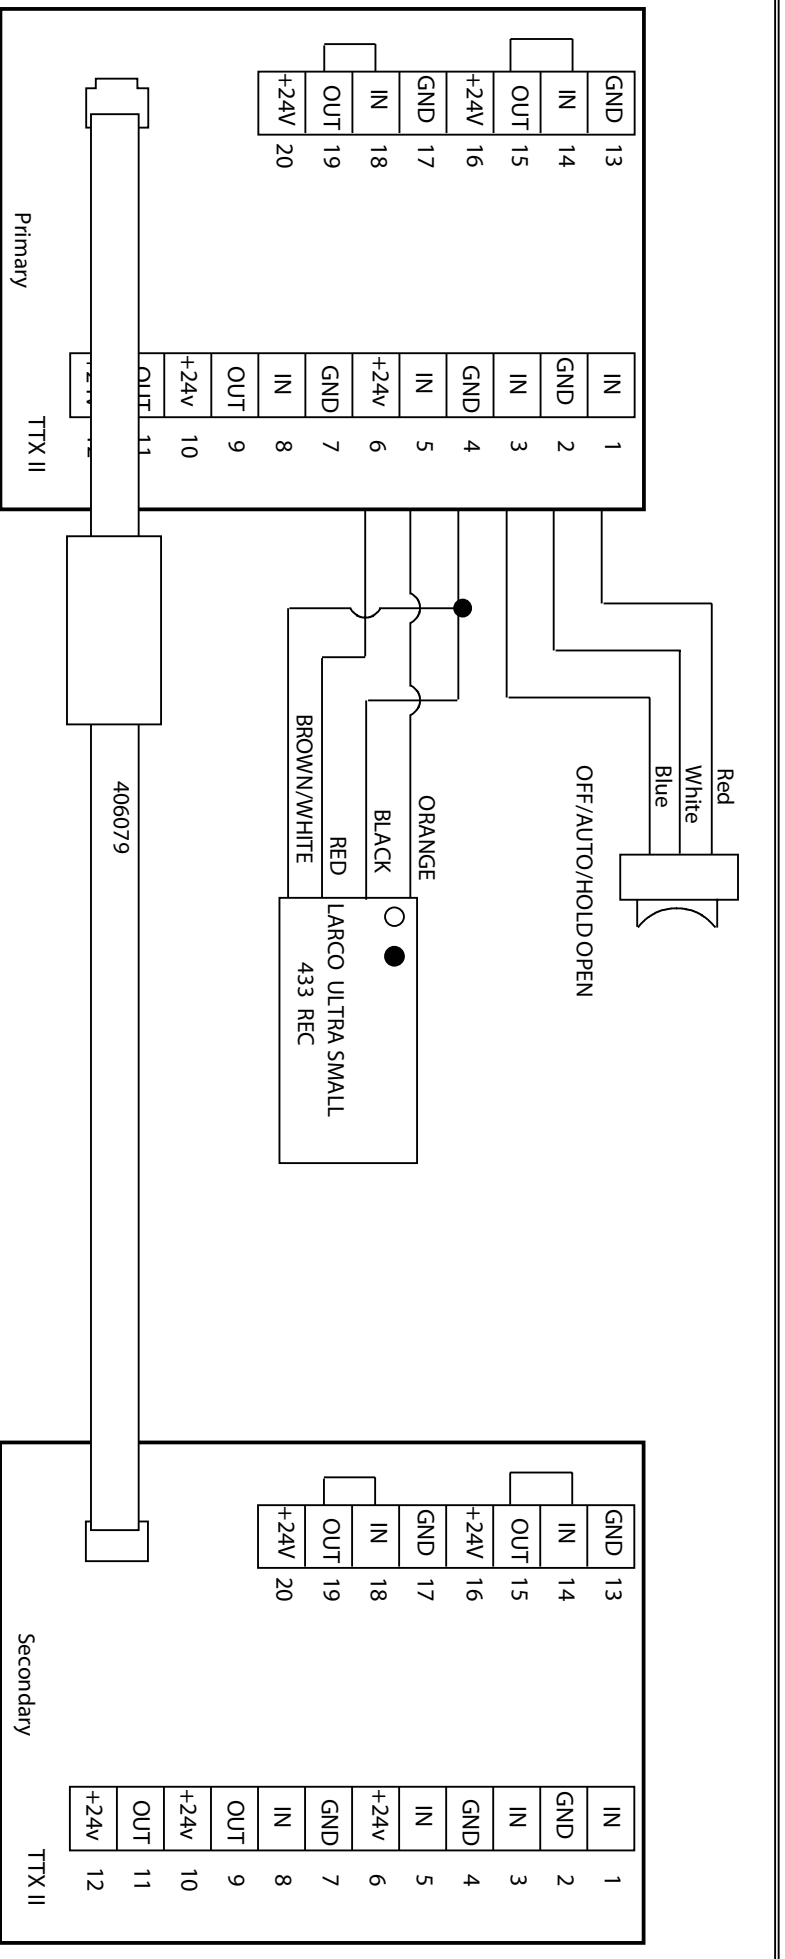 GND 13
IN 14
OUT 15
+24V 16
GND 17
IN 18
OUT 19
+24V 20
IN 1
GND 2
IN 3
GND 4
IN 5
+24v 6
GND 7
IN 8
OUT 9
+24v 10
OUT 11
Primary
TTX II
Red
White
Blue
OFF/AUTO/HOLD OPEN
ORANGE
BLACK
RED
BROWN/WHITE
LARCO ULTRA SMALL
433 REC
406079
GND 13
IN 14
OUT 15
+24V 16
GND 17
IN 18
OUT 19
+24V 20
IN 1
GND 2
IN 3
GND 4
IN 5
+24v 6
GND 7
IN 8
OUT 9
+24v 10
OUT 11
+24v 12
Secondary
TTX II